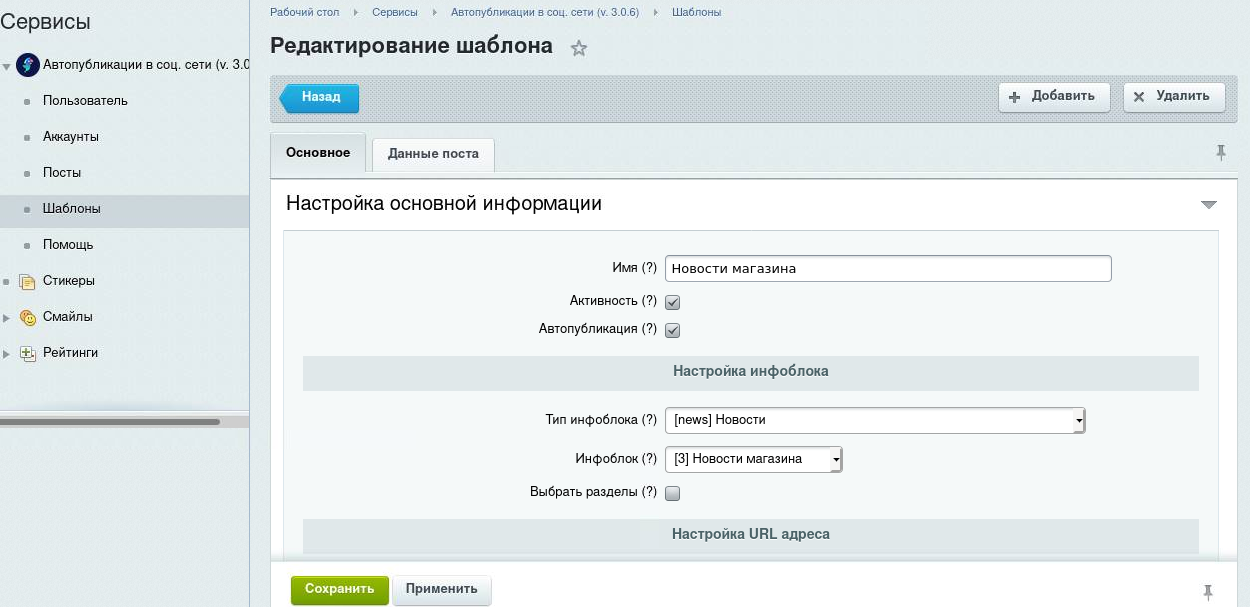 Сервисы
Автопубликации в соц. сети (v. 3.0
Пользователь
Аккаунты
Посты
Шаблоны
Помощь
Стикеры
Смайлы
Рейтинги
Рабочий стол Сервисы Автопубликации в соц. сети (v. 3.0.6) Шаблоны
Редактирование шаблона
Назад Добавить Удалить
Основное Данные поста
Настройка основной информации
Имя (?) Новости магазина
Активность (?)
Автопубликация (?)
Настройка инфоблока
Тип инфоблока (?) [news] Новости
Инфоблок (?) [3] Новости магазина
Выбрать разделы (?)
Настройка URL адреса
Сохранить Применить